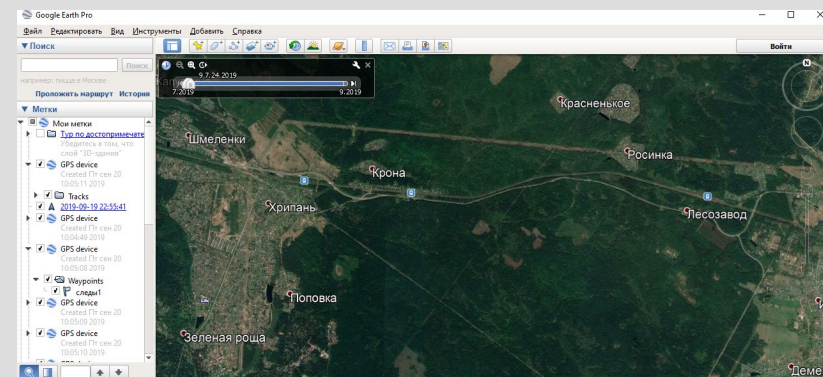 Google Earth Pro
Файл Редактировать Вид Инструменты Добавить Справка
▼ Поиск
Войти
Поиск
например: пицца в Москве
Проложить маршрут История
▼ Метки
Мои метки
Тур по достопримечате
Убедитесь в том, что
слой "3D-здания"
GPS device
Created Пт сен 20
10:05:11 2019
Tracks
2019-09-19 22:55:41
GPS device
Created Пт сен 20
10:04:49 2019
GPS device
Created Пт сен 20
10:05:08 2019
Waypoints
следы1
GPS device
Created Пт сен 20
10:05:09 2019
GPS device
Created Пт сен 20
10:05:10 2019
9.7.24.2019
7.2019
9.2019
N
Красненькое
Шмеленки
Росинка
Крона
Хрипань
Лесозавод
Поповка
Зеленая роща
Деме